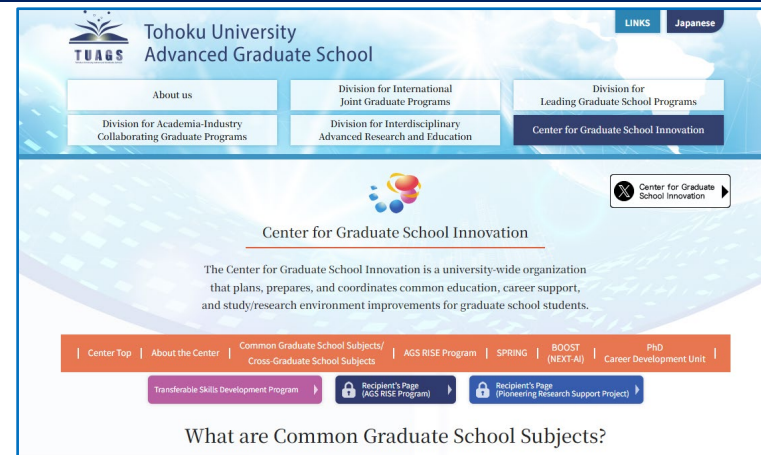 LINKS
Japanese
TUAGS
Tohoku University
Advanced Graduate School
About us
Division for International
Joint Graduate Programs
Division for
Leading Graduate School Programs
Division for Academia-Industry
Collaborating Graduate Programs
Division for Interdisciplinary
Advanced Research and Education
Center for Graduate School Innovation
Center for Graduate
School Innovation
Center for Graduate School Innovation
The Center for Graduate School Innovation is a university-wide organization
that plans, prepares, and coordinates common education, career support,
and study/research environment improvements for graduate school students.
Center Top
About the Center
Common Graduate School Subjects/
Cross-Graduate School Subjects
AGS RISE Program
SPRING
BOOST
(NEXT-AI)
PhD
Career Development Unit
Transferable Skills Development Program
Recipient's Page
(AGS RISE Program)
Recipient's Page
(Pioneering Research Support Project)
What are Common Graduate School Subjects?